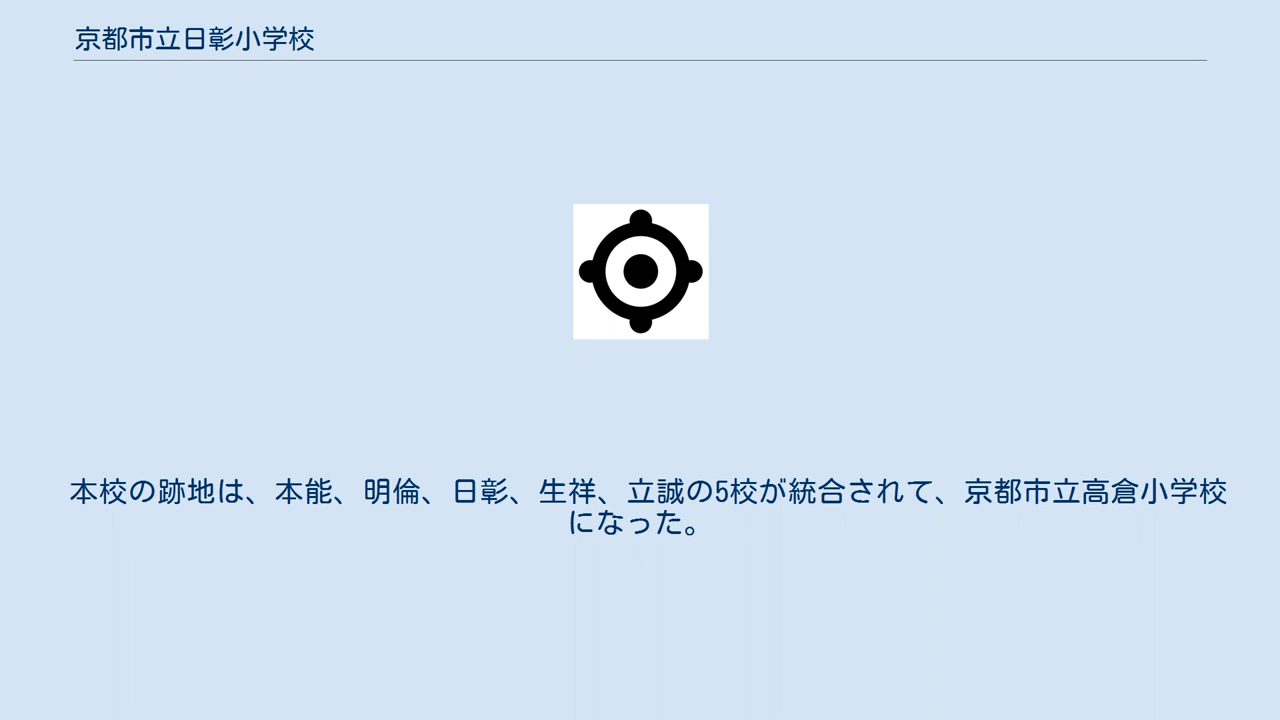 京都市立日彰小学校
本校の跡地は、本能、明倫、日彰、生祥、立誠の5校が統合されて、京都市立高倉小学校
になった。